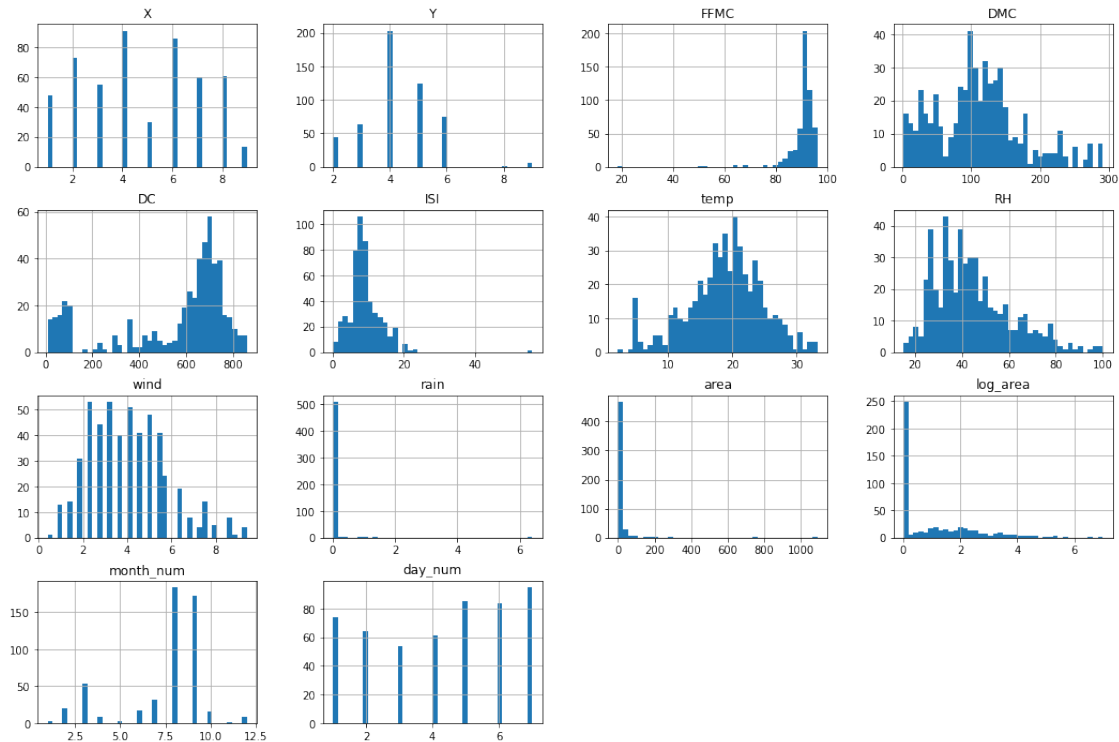 X Y FFMC DMC
80 60 40 20 0
2 4 6 8
200 150 100 50 0
2 4 6 8
200 150 100 50 0
20 40 60 80 100
40 30 20 10 0
0 100 200 300
DC ISI temp RH
60 40 20 0
0 200 400 600 800
100 80 60 40 20 0
0 20 40
40 30 20 10 0
10 20 30
40 30 20 10 0
20 40 60 80 100
wind rain area log_area
50 40 30 20 10 0
0 2 4 6 8
500 400 300 200 100 0
0 2 4 6
400 300 200 100 0
0 200 400 600 800 1000
250 200 150 100 50 0
0 2 4 6
month_num day_num
150 100 50 0
2.5 5.0 7.5 10.0 12.5
80 60 40 20 0
2 4 6